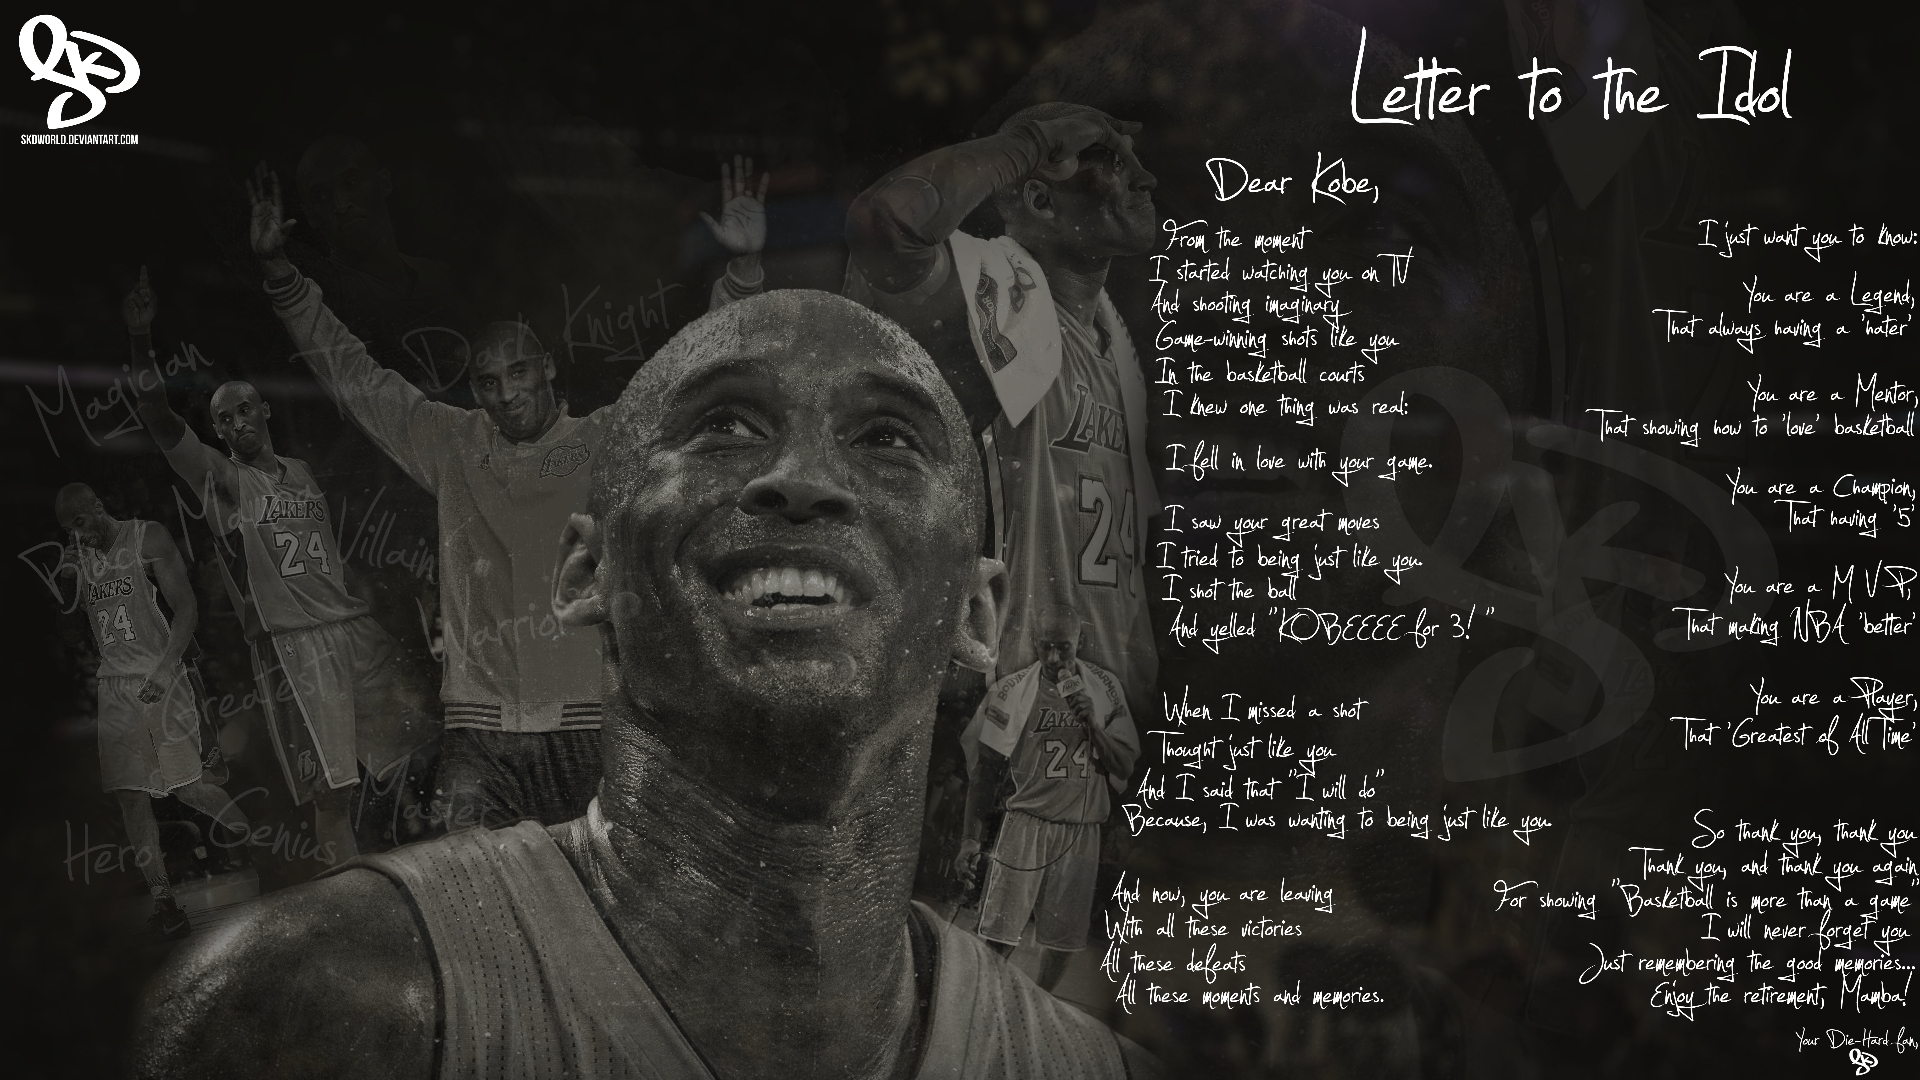 SKDWORLD.DEVIANTART.COM
Letter to the Idol
Dear Kobe,
From the moment
I started watching you on TV
And shooting imaginary
Game-winning shots like you
In the basketball courts
I knew one thing was real:
I fell in love with your game.
I saw your great moves
I tried to being just like you.
I shot the ball
And yelled "KOBEEEE for 3!"
When I missed a shot
Thought just like you
And I said that "I will do"
Because, I was wanting to being just like you.
And now, you are leaving
With all these victories
All these defeats
All these moments and memories.
I just want you to know:
You are a Legend,
That always having a 'hater'
You are a Mentor,
That showing how to 'love' basketball
You are a Champion,
That having '5'
You are a MVP,
That making NBA 'better'
You are a Player,
That 'Greatest of All Time'
So thank you, thank you
Thank you, and thank you again
For showing "Basketball is more than a game"
I will never forget you
Just remembering the good memories...
Enjoy the retirement, Mamba!
Your Die-Hard fan,
SKD
The Dark Knight
Magician
Black Mamba
Villain
Warrior
Greatest
Master
Genius
Hero
LAKERS
24
LAKERS
24
Lakers
LAKE
24
LAKE
24